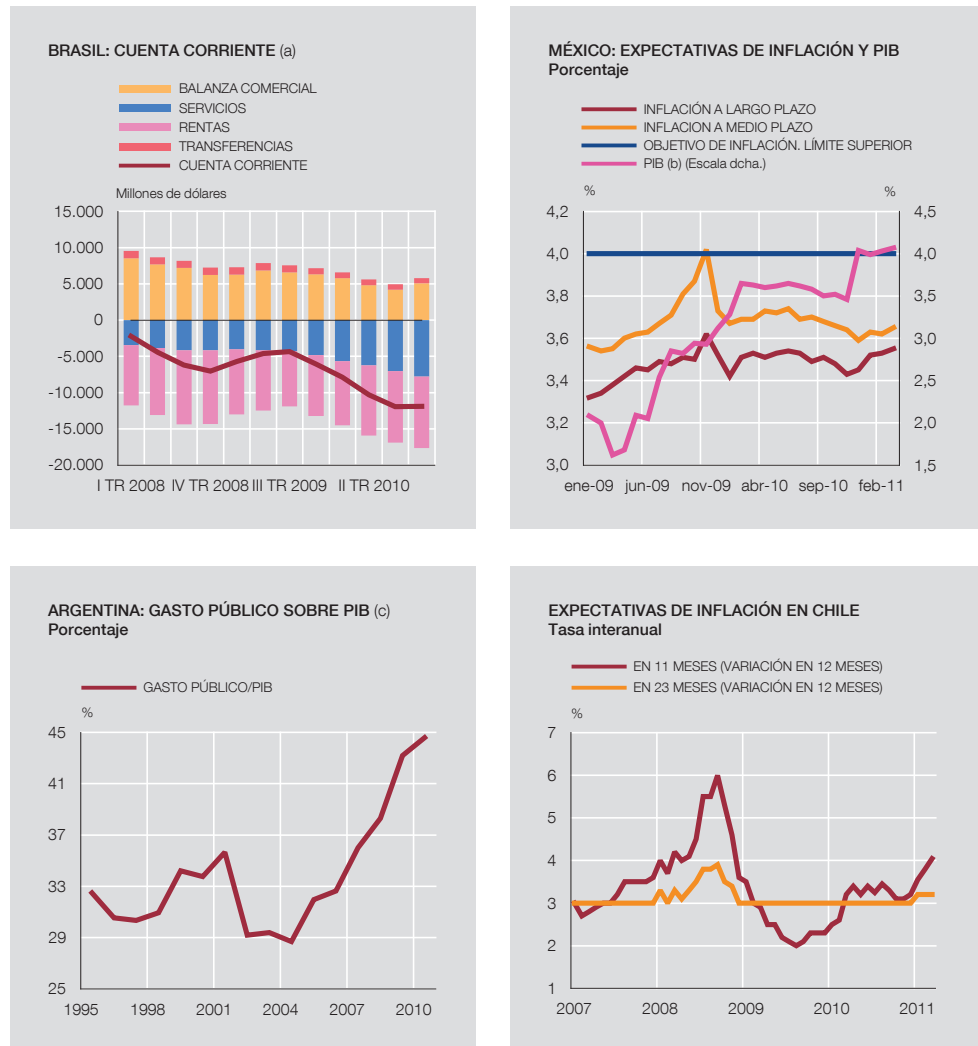 BRASIL: CUENTA CORRIENTE (a)
BALANZA COMERCIAL
SERVICIOS
RENTAS
TRANSFERENCIAS
CUENTA CORRIENTE
Millones de dólares
15.000
10.000
5.000
0
-5.000
-10.000
-15.000
-20.000
I TR 2008 IV TR 2008 III TR 2009 II TR 2010
MÉXICO: EXPECTATIVAS DE INFLACIÓN Y PIB
Porcentaje
INFLACIÓN A LARGO PLAZO
INFLACION A MEDIO PLAZO
OBJETIVO DE INFLACIÓN. LÍMITE SUPERIOR
PIB (b) (Escala dcha.)
% %
4,2 4,5
4,0 4,0
3,8 3,5
3,6 3,0
3,4 2,5
3,2 2,0
3,0 1,5
ene-09 jun-09 nov-09 abr-10 sep-10 feb-11
ARGENTINA: GASTO PÚBLICO SOBRE PIB (c)
Porcentaje
GASTO PÚBLICO/PIB
%
45
41
37
33
29
25
1995 1998 2001 2004 2007 2010
EXPECTATIVAS DE INFLACIÓN EN CHILE
Tasa interanual
EN 11 MESES (VARIACIÓN EN 12 MESES)
EN 23 MESES (VARIACIÓN EN 12 MESES)
%
7
6
5
4
3
2
1
2007 2008 2009 2010 2011